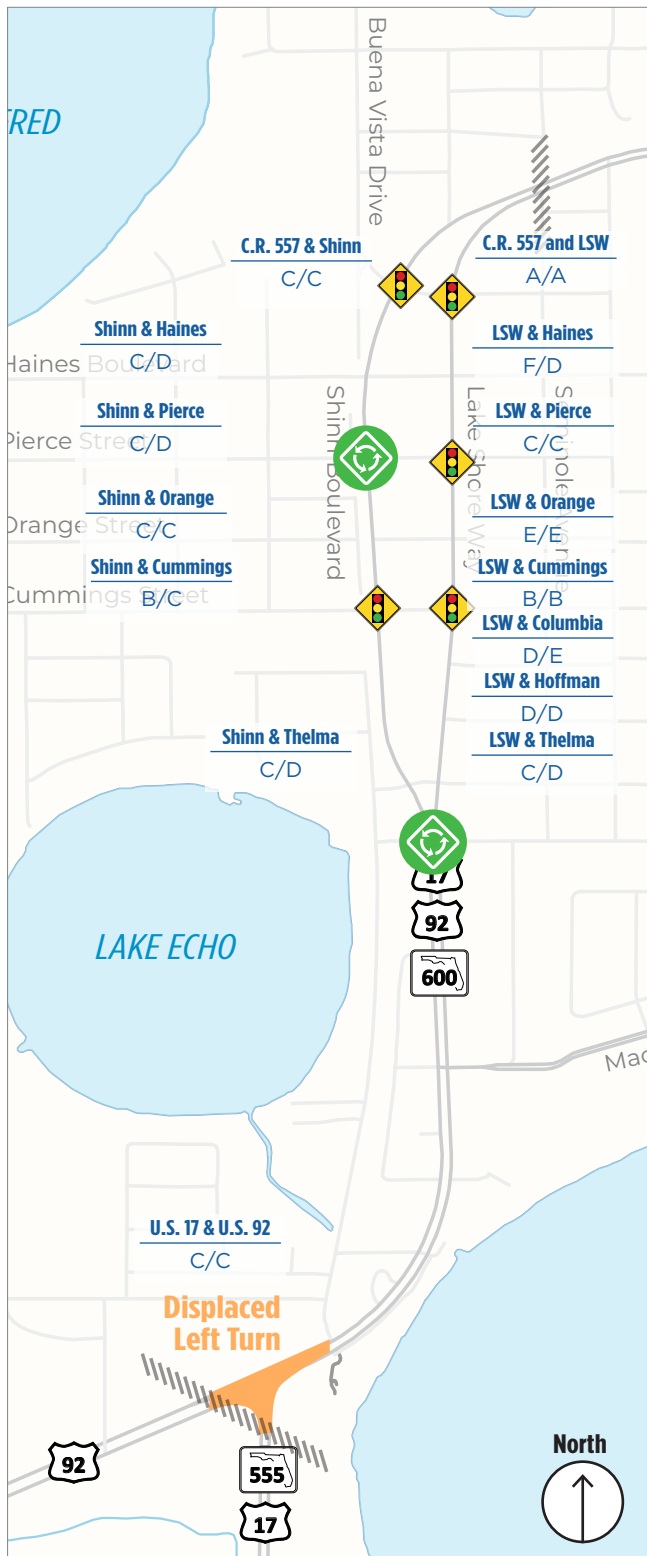 Buena Vista Drive
FRED
C.R. 557 & Shinn
C/C
C.R. 557 and LSW
A/A
Shinn & Haines
C/D
Haines Boulevard
LSW & Haines
F/D
Shinn & Pierce
C/D
Pierce Street
Shinn Boulevard
Lake Shore Way
Seminole Avenue
LSW & Pierce
C/C
Shinn & Orange
C/C
Orange Street
LSW & Orange
E/E
Shinn & Cummings
B/C
Cummings Street
LSW & Cummings
B/B
LSW & Columbia
D/E
LSW & Hoffman
D/D
Shinn & Thelma
C/D
LSW & Thelma
C/D
17
92
600
LAKE ECHO
Mac
U.S. 17 & U.S. 92
C/C
Displaced
Left Turn
92
555
17
North